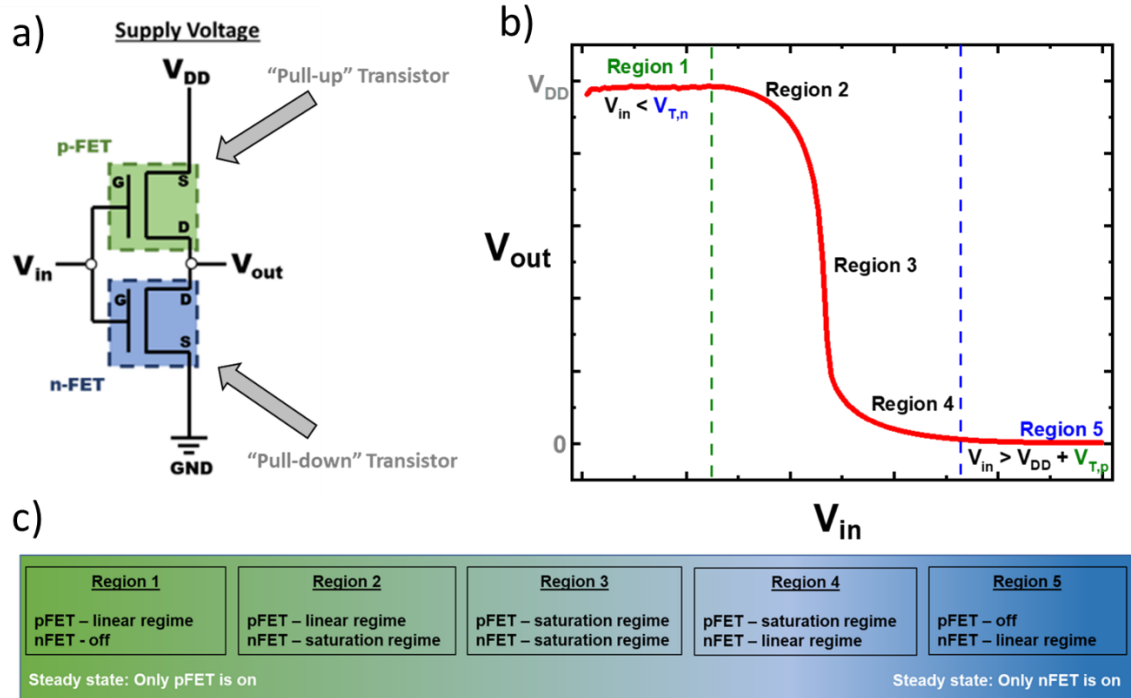 a)
Supply Voltage
VDD
"Pull-up" Transistor
p-FET
G
S
D
Vin
Vout
G
D
S
n-FET
GND
"Pull-down" Transistor
b)
VDD
Vout
0
Region 1
Vin < VT,n
Region 2
Region 3
Region 4
Region 5
Vin > VDD + VT,p
Vin
c)
Region 1
pFET – linear regime
nFET - off
Region 2
pFET – linear regime
nFET – saturation regime
Region 3
pFET – saturation regime
nFET – saturation regime
Region 4
pFET – saturation regime
nFET – linear regime
Region 5
pFET – off
nFET – linear regime
Steady state: Only pFET is on
Steady state: Only nFET is on